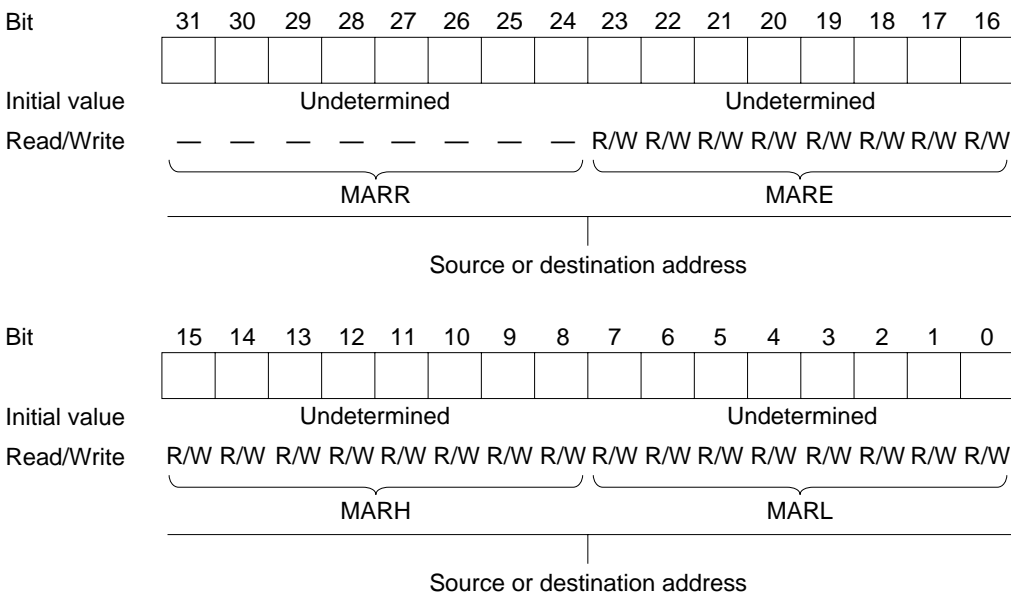 Bit 31 30 29 28 27 26 25 24 23 22 21 20 19 18 17 16
Initial value Undetermined Undetermined
Read/Write — — — — — — — — R/W R/W R/W R/W R/W R/W R/W R/W
MARR MARE
Source or destination address
Bit 15 14 13 12 11 10 9 8 7 6 5 4 3 2 1 0
Initial value Undetermined Undetermined
Read/Write R/W R/W R/W R/W R/W R/W R/W R/W R/W R/W R/W R/W R/W R/W R/W R/W
MARH MARL
Source or destination address